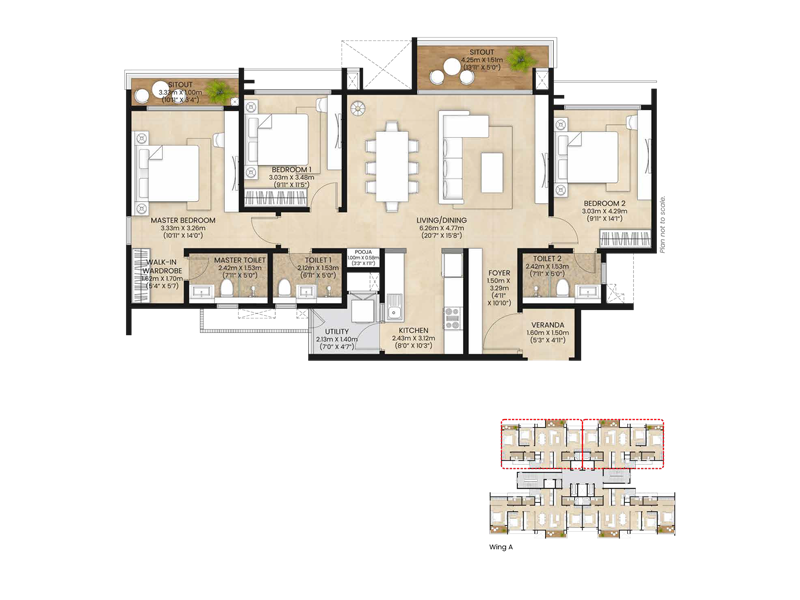 SITOUT
4.25m X 1.51m
(13'11" X 5'0")
SITOUT
3.33m X 1.00m
(10'11" X 3'4")
BEDROOM 1
3.03m X 3.48m
(9'11" X 11'5")
MASTER BEDROOM
3.33m X 3.26m
(10'11" X 14'0")
LIVING/DINING
6.26m X 4.77m
(20'7" X 15'8")
BEDROOM 2
3.03m X 4.29m
(9'11" X 14'1")
Plan not to scale.
WALK-IN
WARDROBE
1.62m X 1.70m
(5'4" X 5'7)
MASTER TOILET
2.42m X 1.53m
(7'11" X 5'0")
TOILET 1
2.12m X 1.53m
(6'11" X 5'0")
POOJA
1.00m X 0.58m
(3'3" X 1'11")
FOYER
1.50m X
3.29m
(4'11"
X 10'10")
TOILET 2
2.42m X 1.53m
(7'11" X 5'0")
UTILITY
2.13m X 1.40m
(7'0" X 4'7")
KITCHEN
2.43m X 3.12m
(8'0" X 10'3")
VERANDA
1.60m X 1.50m
(5'3" X 4'11")
Wing A